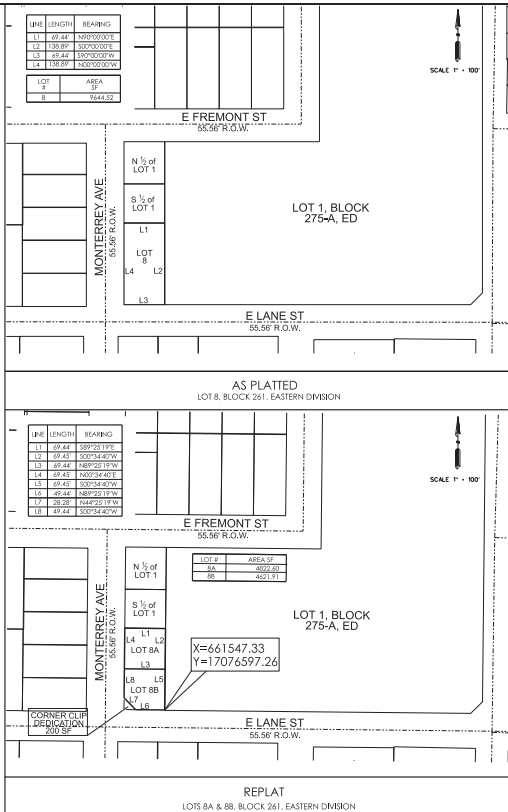 LINE LENGTH BEARING
L1 69.44' N90°00'00"E
L2 138.89' S00°00'00"E
L3 69.44' S90°00'00"W
L4 138.89' N00°00'00"W
LOT # AREA SF
8 9644.52
SCALE 1" = 100'
E FREMONT ST
55.56' R.O.W.
MONTERREY AVE
55.56' R.O.W.
N ½ of
LOT 1
S ½ of
LOT 1
L1
LOT
8
L4 L2
L3
LOT 1, BLOCK
275-A, ED
E LANE ST
55.56' R.O.W.
AS PLATTED
LOT 8, BLOCK 261, EASTERN DIVISION
LINE LENGTH BEARING
L1 69.44' S89°25'19"E
L2 69.45' S00°34'40"W
L3 69.44' N89°25'19"W
L4 69.45' N00°34'40"E
L5 69.45' S00°34'40"W
L6 49.44' N89°25'19"W
L7 28.28' N44°25'19"W
L8 49.44' S00°34'40"W
SCALE 1" = 100'
E FREMONT ST
55.56' R.O.W.
LOT # AREA SF
8A 4822.60
8B 4621.91
MONTERREY AVE
55.56' R.O.W.
N ½ of
LOT 1
S ½ of
LOT 1
L1
L4 L2
LOT 8A
L3
L8 L5
LOT 8B
L7
L6
X=661547.33
Y=17076597.26
LOT 1, BLOCK
275-A, ED
CORNER CLIP
DEDICATION
200 SF
E LANE ST
55.56' R.O.W.
REPLAT
LOTS 8A & 8B, BLOCK 261, EASTERN DIVISION